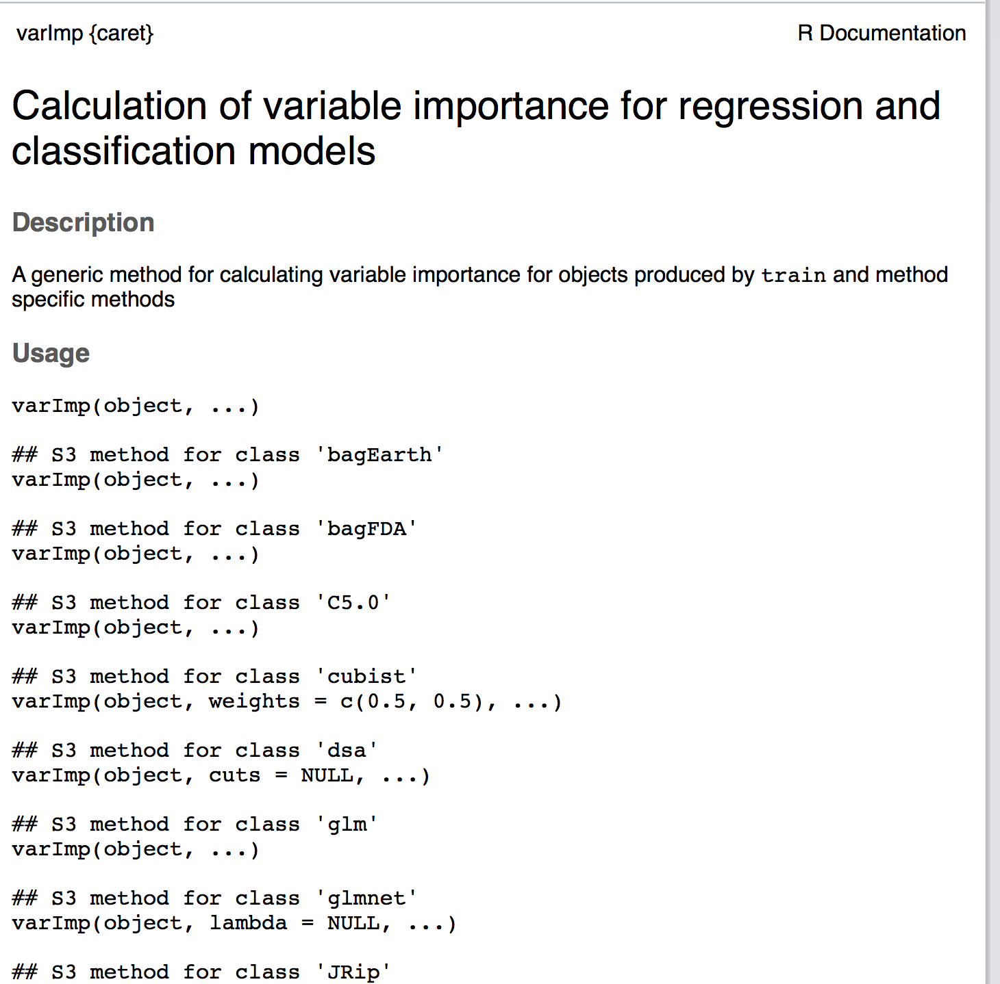 varImp {caret} R Documentation
Calculation of variable importance for regression and
classification models
Description
A generic method for calculating variable importance for objects produced by train and method
specific methods
Usage
varImp(object, ...)
## S3 method for class 'bagEarth'
varImp(object, ...)
## S3 method for class 'bagFDA'
varImp(object, ...)
## S3 method for class 'C5.0'
varImp(object, ...)
## S3 method for class 'cubist'
varImp(object, weights = c(0.5, 0.5), ...)
## S3 method for class 'dsa'
varImp(object, cuts = NULL, ...)
## S3 method for class 'glm'
varImp(object, ...)
## S3 method for class 'glmnet'
varImp(object, lambda = NULL, ...)
## S3 method for class 'JRip'